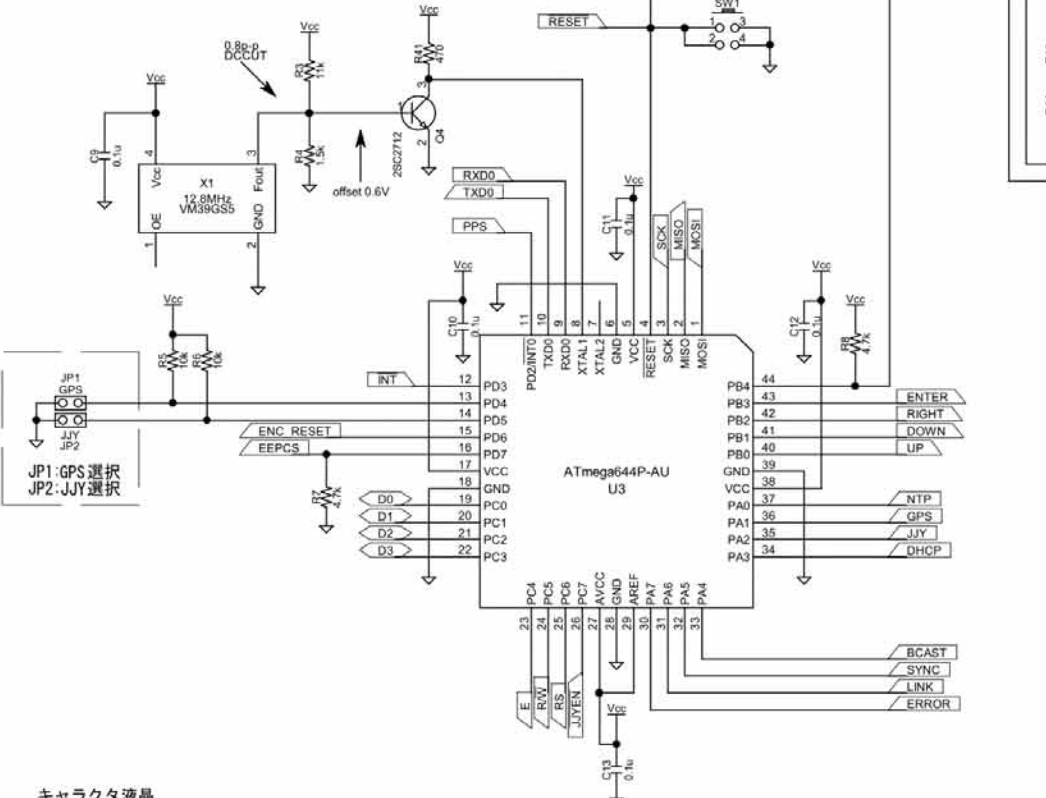 Vcc
0.8p-p
DCCUT
R3
11k
Vcc
C9
0.1u
4
3
Vcc
Fout
X1
12.8MHz
VM39GS5
OE
GND
1
2
R4
1.5k
offset 0.6V
Vcc
R41
470
3
1
2
Q4
2SC2712
RESET
SW1
1
3
2
4
RXD0
TXD0
PPS
Vcc
C11
0.1u
SCK
MISO
MOSI
Vcc
C10
0.1u
Vcc
C12
0.1u
Vcc
R8
4.7k
Vcc
R5
10k
R6
10k
JP1
GPS
JJY
JP2
JP1:GPS選択
JP2:JJY選択
INT
ENC_RESET
EEPCS
R7
4.7k
D0
D1
D2
D3
11
10
9
8
7
6
5
4
3
2
1
PD2/INT0
TXD0
RXD0
XTAL1
XTAL2
GND
VCC
RESET
SCK
MISO
MOSI
12 PD3
13 PD4
14 PD5
15 PD6
16 PD7
17 VCC
18 GND
19 PC0
20 PC1
21 PC2
22 PC3
ATmega644P-AU
U3
PB4 44
PB3 43 ENTER
PB2 42 RIGHT
PB1 41 DOWN
PB0 40 UP
GND 39
VCC 38
PA0 37 NTP
PA1 36 GPS
PA2 35 JJY
PA3 34 DHCP
PC4
PC5
PC6
PC7
AVCC
GND
AREF
PA7
PA6
PA5
PA4
23
24
25
26
27
28
29
30
31
32
33
E
R/W
RS
JJYEN
Vcc
C13
0.1u
BCAST
SYNC
LINK
ERROR
キャラクタ液晶